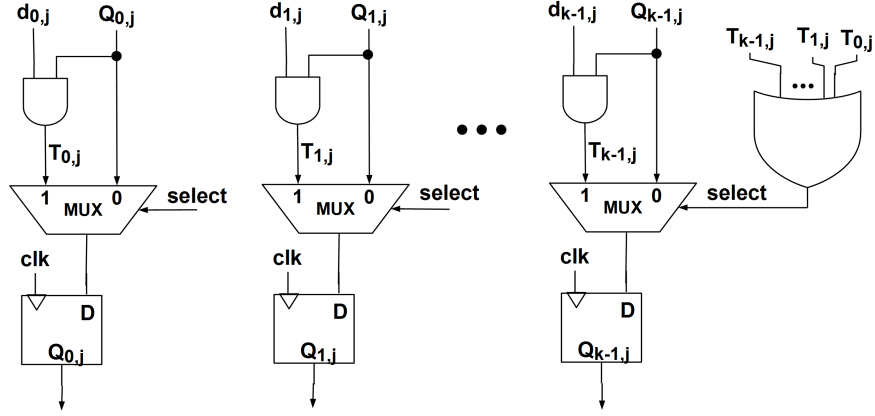 d0,j Q0,j d1,j Q1,j dk-1,j Qk-1,j
Tk-1,j T1,j T0,j
T0,j T1,j Tk-1,j
1 0 select 1 0 select 1 0 select
MUX MUX MUX
clk clk clk
D D D
Q0,j Q1,j Qk-1,j